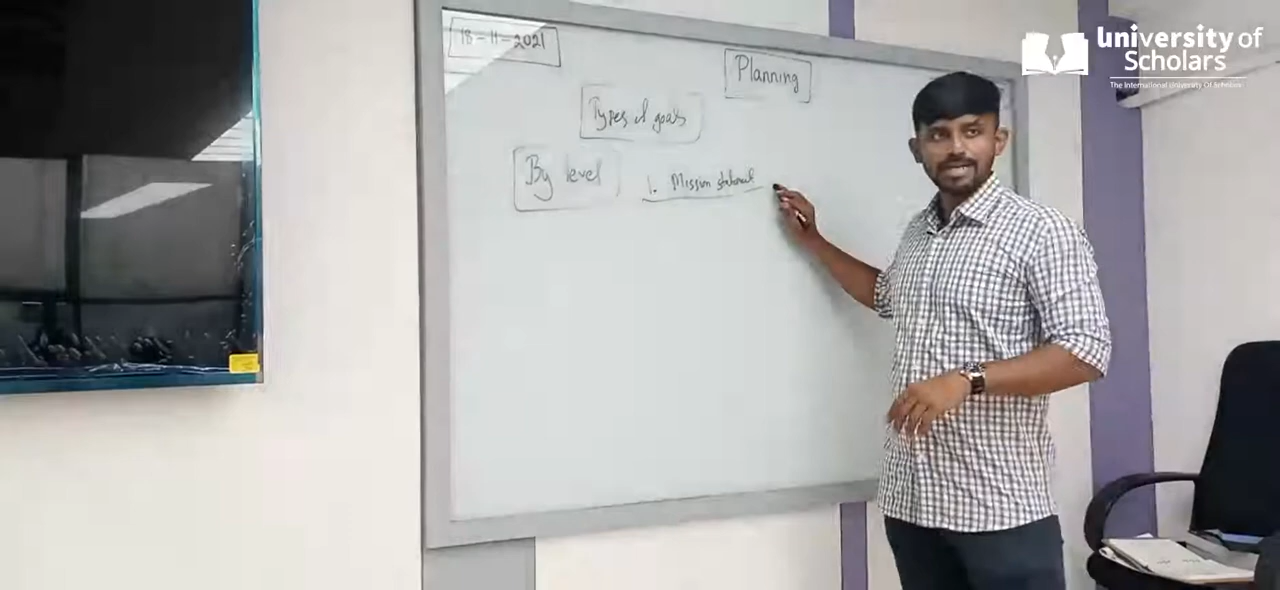 18-11-2021
Planning
Types of goals
By level
1. Mission statement
University of
Scholars
The International University Of Scholars